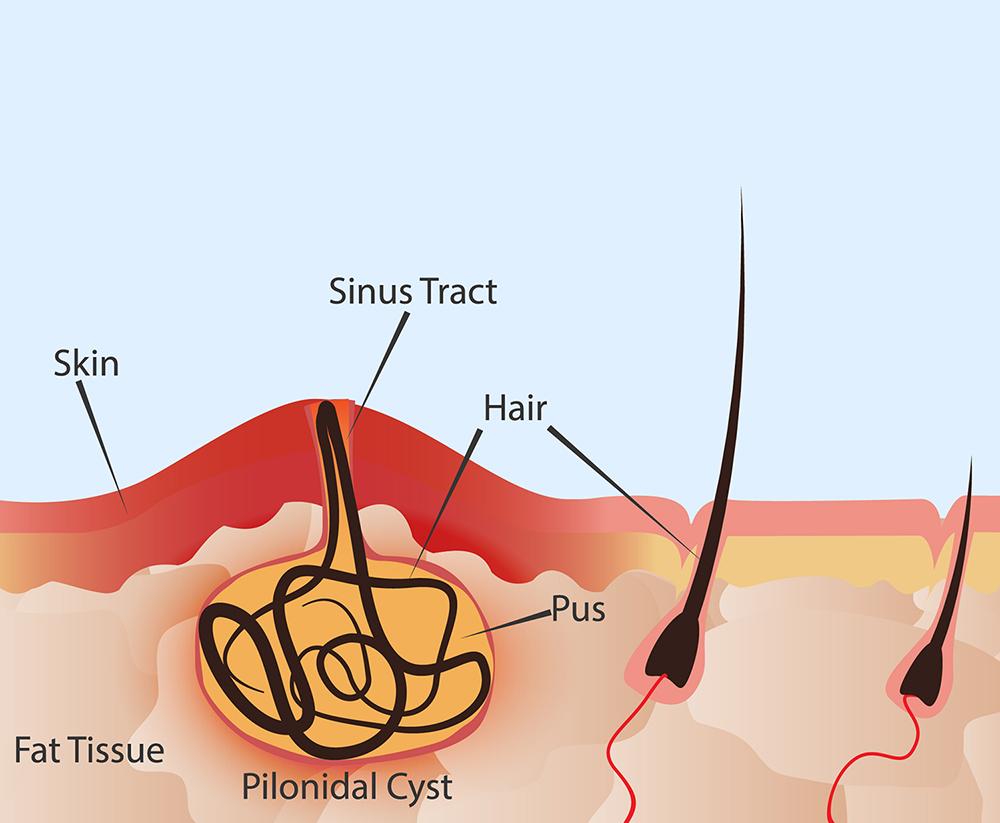 Sinus Tract
Skin
Hair
Pus
Fat Tissue
Pilonidal Cyst